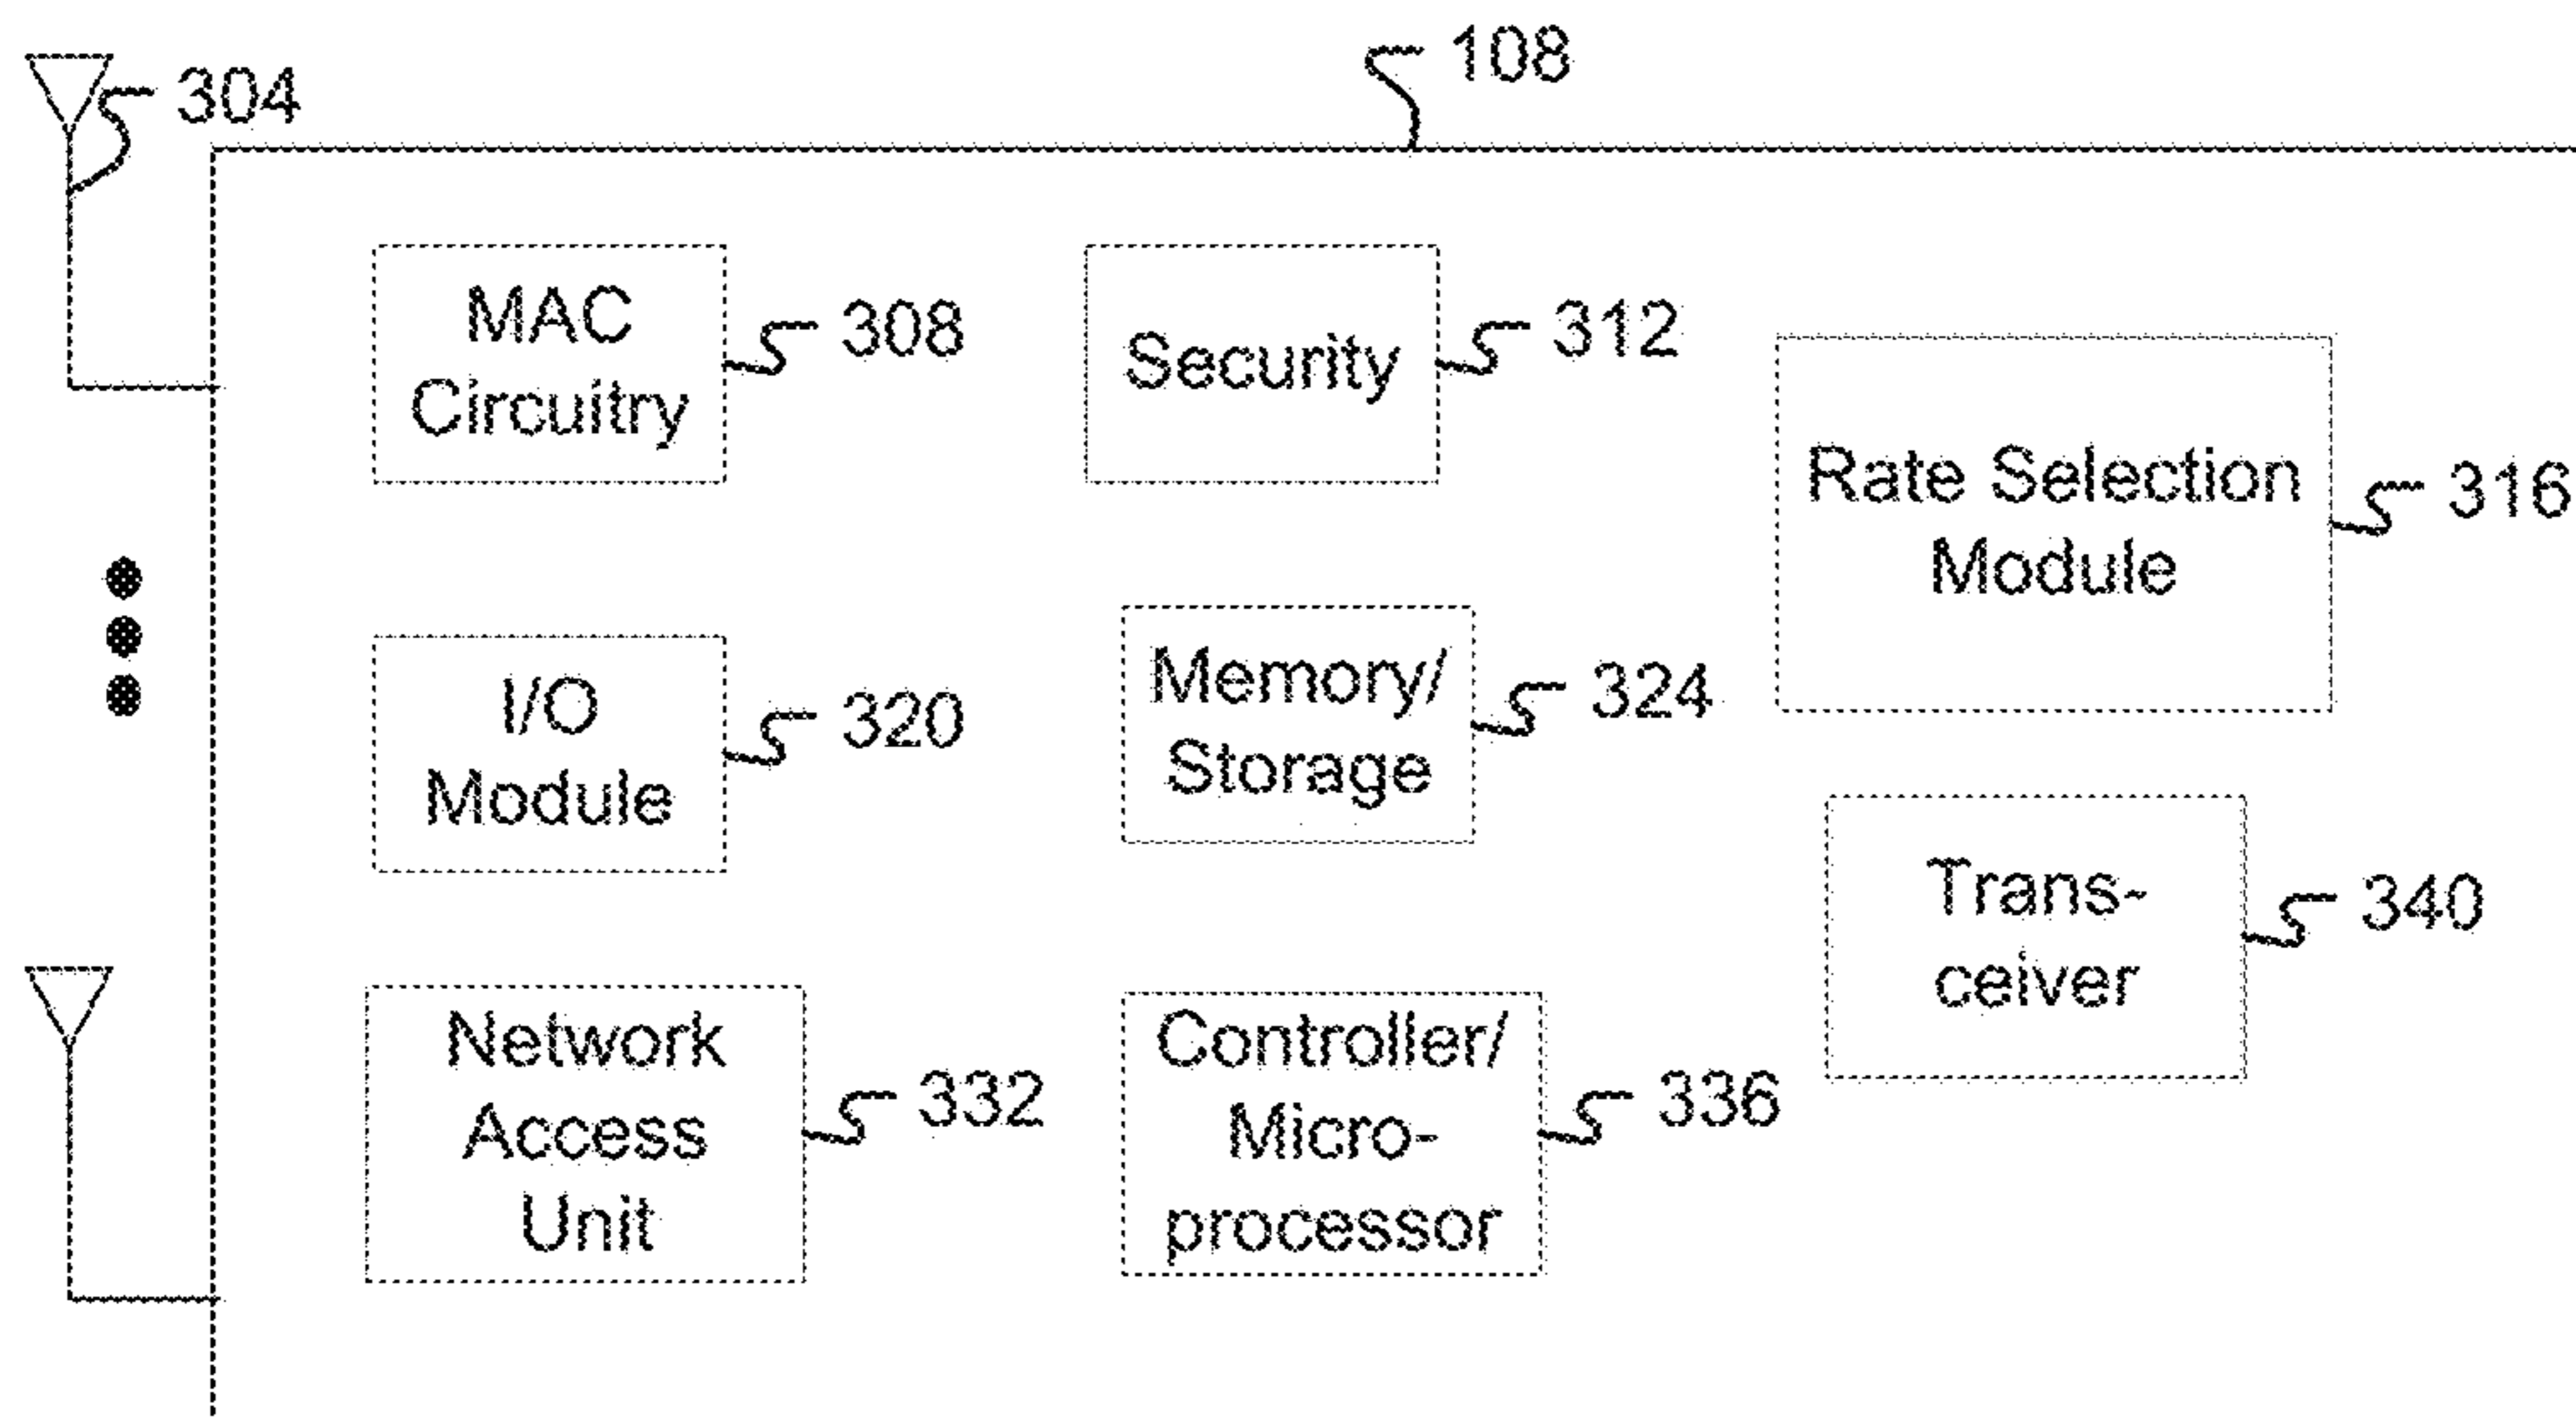 304
108
MAC
Circuitry
308
Security
312
Rate Selection
Module
316
I/O
Module
320
Memory/
Storage
324
Trans-
ceiver
340
Network
Access
Unit
332
Controller/
Micro-
processor
336